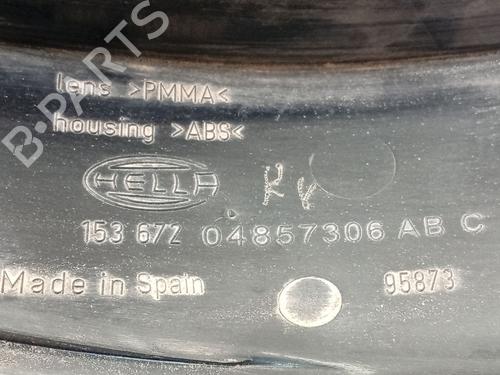 B-PARTS
lens >PMMA<
housing >ABS<
HELLA
153 672 04857306 AB C
Made in Spain 95873